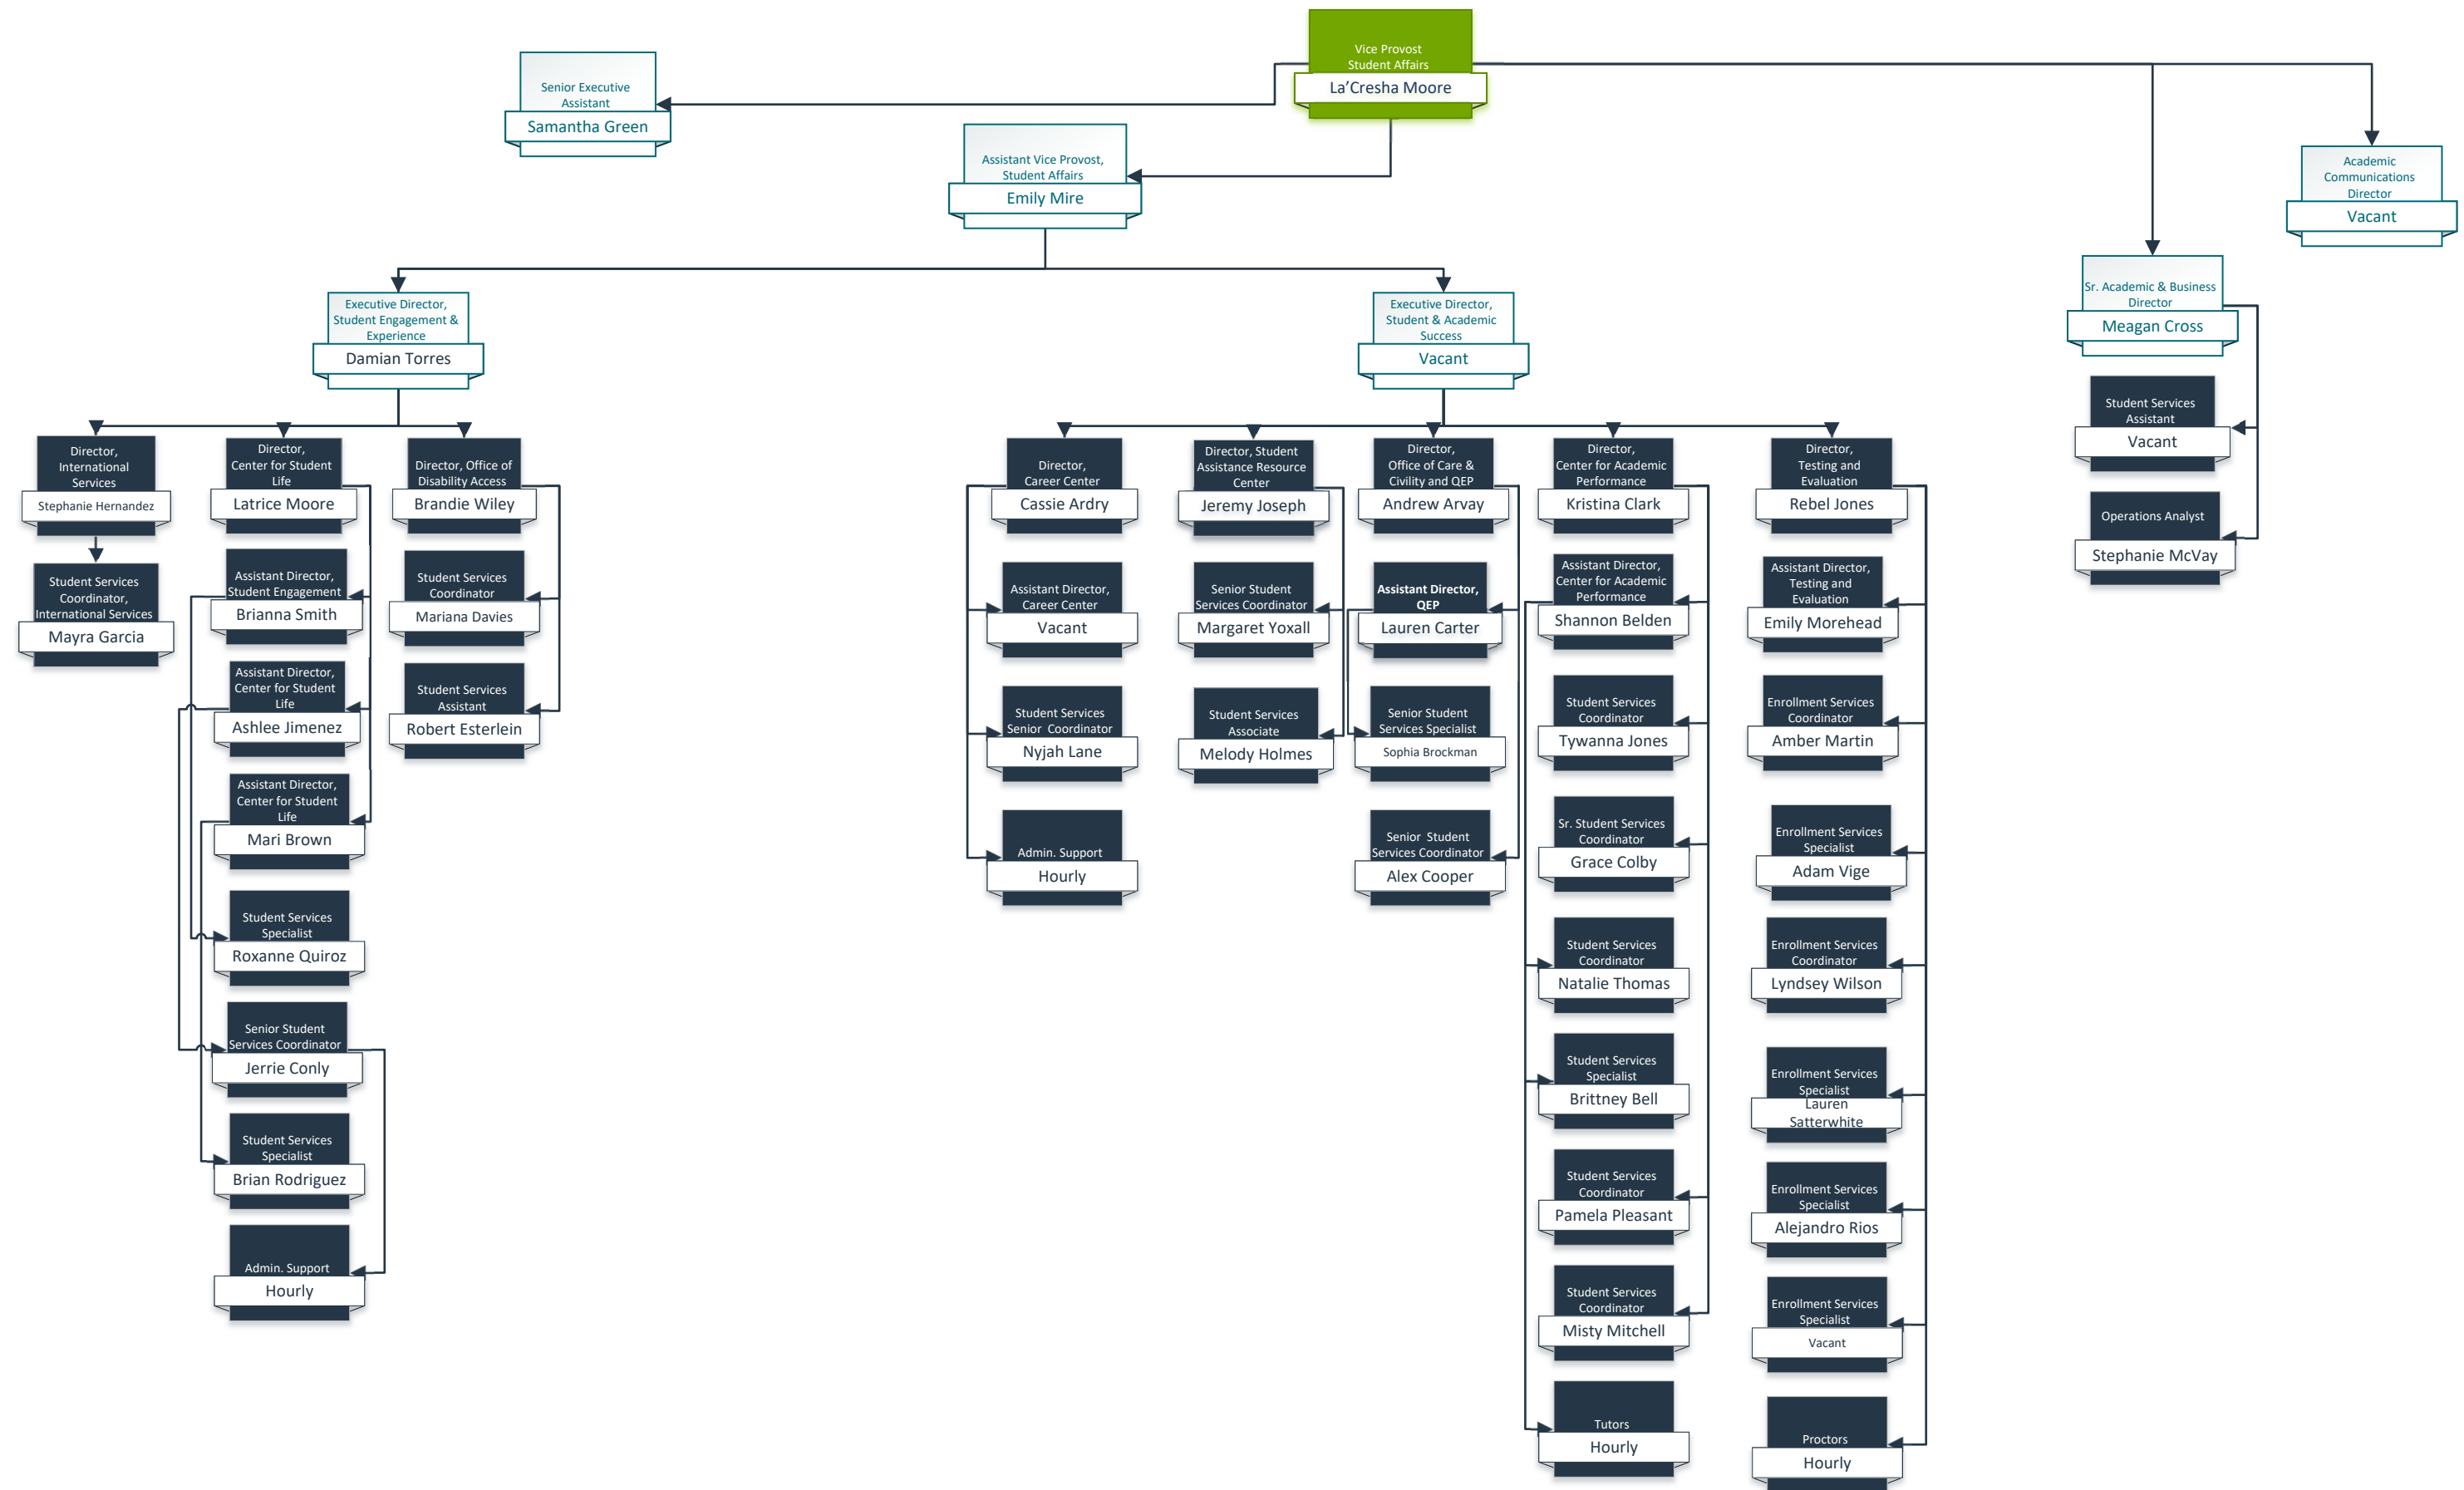 Vice Provost
Student Affairs
La'Cresha Moore
Senior Executive
Assistant
Samantha Green
Assistant Vice Provost,
Student Affairs
Emily Mire
Academic
Communications
Director
Vacant
Sr. Academic & Business
Director
Meagan Cross
Student Services
Assistant
Vacant
Operations Analyst
Stephanie McVay
Executive Director,
Student Engagement &
Experience
Damian Torres
Executive Director,
Student & Academic
Success
Vacant
Director,
International
Services
Stephanie Hernandez
Student Services
Coordinator,
International Services
Mayra Garcia
Director,
Center for Student
Life
Latrice Moore
Assistant Director,
Student Engagement
Brianna Smith
Assistant Director,
Center for Student
Life
Ashlee Jimenez
Assistant Director,
Center for Student
Life
Mari Brown
Student Services
Specialist
Roxanne Quiroz
Senior Student
Services Coordinator
Jerrie Conly
Student Services
Specialist
Brian Rodriguez
Admin. Support
Hourly
Director, Office of
Disability Access
Brandie Wiley
Student Services
Coordinator
Mariana Davies
Student Services
Assistant
Robert Esterlein
Director,
Career Center
Cassie Ardry
Assistant Director,
Career Center
Vacant
Student Services
Senior Coordinator
Nyjah Lane
Admin. Support
Hourly
Director, Student
Assistance Resource
Center
Jeremy Joseph
Senior Student
Services Coordinator
Margaret Yoxall
Student Services
Associate
Melody Holmes
Director,
Office of Care &
Civility and QEP
Andrew Arvay
Assistant Director,
QEP
Lauren Carter
Senior Student
Services Specialist
Sophia Brockman
Senior Student
Services Coordinator
Alex Cooper
Director,
Center for Academic
Performance
Kristina Clark
Assistant Director,
Center for Academic
Performance
Shannon Belden
Student Services
Coordinator
Tywanna Jones
Sr. Student Services
Coordinator
Grace Colby
Student Services
Coordinator
Natalie Thomas
Student Services
Specialist
Brittney Bell
Student Services
Coordinator
Pamela Pleasant
Student Services
Coordinator
Misty Mitchell
Tutors
Hourly
Director,
Testing and
Evaluation
Rebel Jones
Assistant Director,
Testing and
Evaluation
Emily Morehead
Enrollment Services
Coordinator
Amber Martin
Enrollment Services
Specialist
Adam Vige
Enrollment Services
Coordinator
Lyndsey Wilson
Enrollment Services
Specialist
Lauren
Satterwhite
Enrollment Services
Specialist
Alejandro Rios
Enrollment Services
Specialist
Vacant
Proctors
Hourly